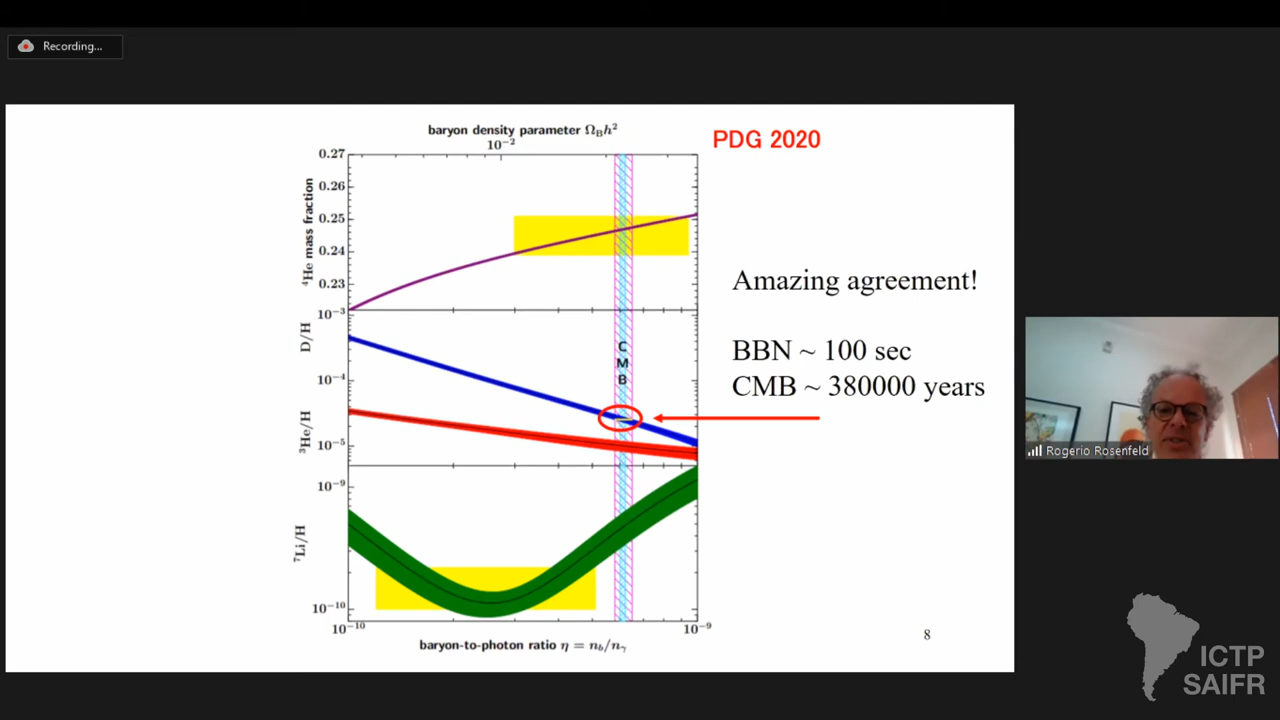 Recording...
baryon density parameter Ω_B h²
10⁻²
PDG 2020
0.27
0.26
0.25
0.24
0.23
⁴He mass fraction
10⁻³
D/H
10⁻⁴
³He/H
10⁻⁵
C
M
B
10⁻⁹
⁷Li/H
10⁻¹⁰
10⁻¹⁰
10⁻⁹
baryon-to-photon ratio η = n_b/n_γ
Amazing agreement!
BBN ~ 100 sec
CMB ~ 380000 years
8
Rogerio Rosenfeld
ICTP
SAIFR